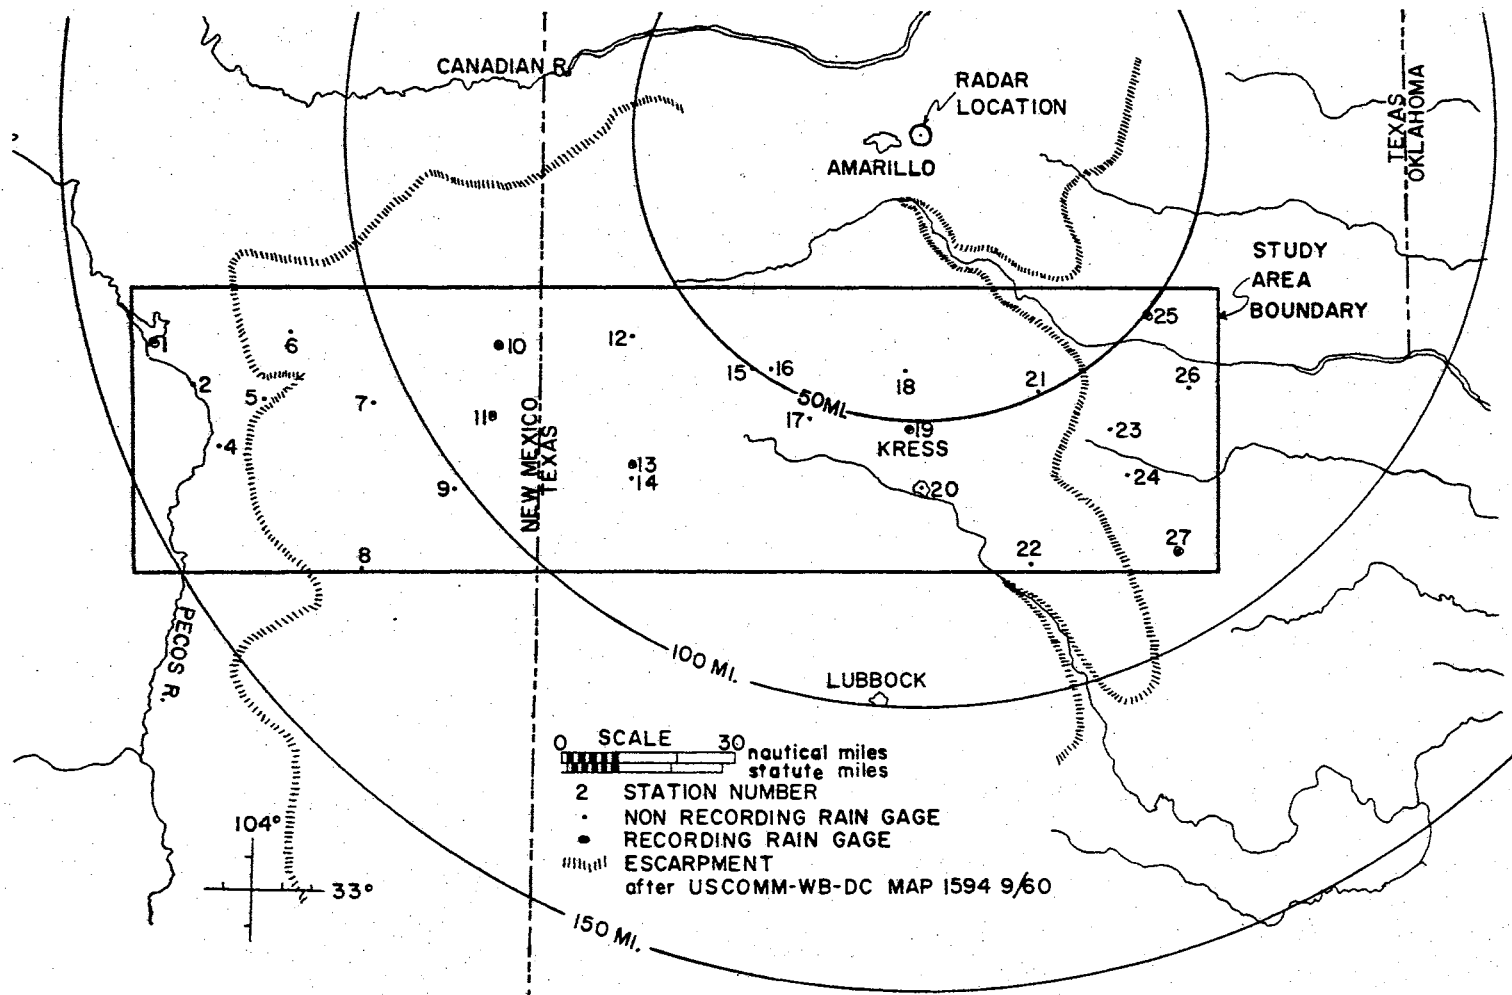 CANADIAN R.
RADAR
LOCATION
AMARILLO
TEXAS
OKLAHOMA
STUDY
AREA
BOUNDARY
1
2
4
5
6
7
8
9
10
11
12
13
14
15
16
17
18
19
KRESS
20
21
22
23
24
25
26
27
50MI.
NEW MEXICO
TEXAS
PECOS R.
100 MI.
LUBBOCK
150 MI.
104°
33°
SCALE
0 30
nautical miles
statute miles
2 STATION NUMBER
NON RECORDING RAIN GAGE
RECORDING RAIN GAGE
ESCARPMENT
after USCOMM-WB-DC MAP 1594 9/60